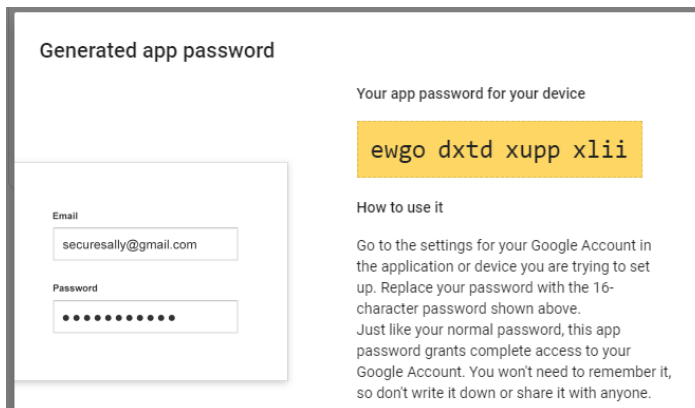 Generated app password
Your app password for your device
ewgo dxtd xupp xlii
How to use it
Email
securesally@gmail.com
Password
●●●●●●●●●●●
Go to the settings for your Google Account in
the application or device you are trying to set
up. Replace your password with the 16-
character password shown above.
Just like your normal password, this app
password grants complete access to your
Google Account. You won't need to remember it,
so don't write it down or share it with anyone.